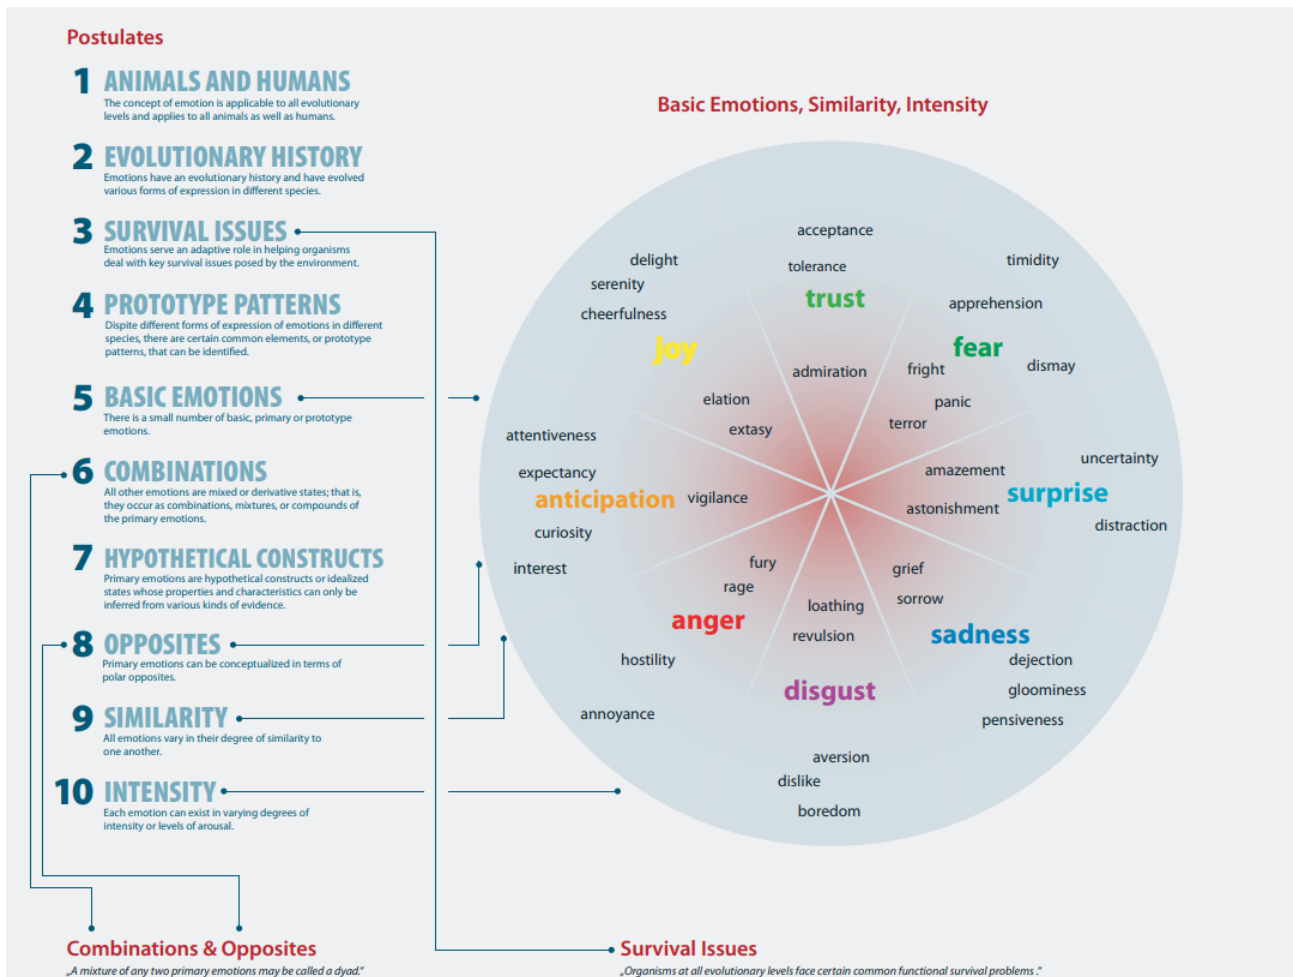 Postulates
1 ANIMALS AND HUMANS
The concept of emotion is applicable to all evolutionary
levels and applies to all animals as well as humans.
2 EVOLUTIONARY HISTORY
Emotions have an evolutionary history and have evolved
various forms of expression in different species.
3 SURVIVAL ISSUES
Emotions serve an adaptive role in helping organisms
deal with key survival issues posed by the environment.
4 PROTOTYPE PATTERNS
Dispite different forms of expression of emotions in different
species, there are certain common elements, or prototype
patterns, that can be identified.
5 BASIC EMOTIONS
There is a small number of basic, primary or prototype
emotions.
6 COMBINATIONS
All other emotions are mixed or derivative states; that is,
they occur as combinations, mixtures, or compounds of
the primary emotions.
7 HYPOTHETICAL CONSTRUCTS
Primary emotions are hypothetical constructs or idealized
states whose properties and characteristics can only be
inferred from various kinds of evidence.
8 OPPOSITES
Primary emotions can be conceptualized in terms of
polar opposites.
9 SIMILARITY
All emotions vary in their degree of similarity to
one another.
10 INTENSITY
Each emotion can exist in varying degrees of
intensity or levels of arousal.
Basic Emotions, Similarity, Intensity
acceptance
tolerance
trust
admiration
timidity
apprehension
fear
fright
dismay
panic
terror
uncertainty
amazement
surprise
astonishment
distraction
grief
sorrow
sadness
dejection
gloominess
pensiveness
loathing
revulsion
disgust
aversion
dislike
boredom
fury
rage
anger
hostility
annoyance
attentiveness
expectancy
anticipation
vigilance
curiosity
interest
delight
serenity
cheerfulness
joy
elation
extasy
Combinations & Opposites
„A mixture of any two primary emotions may be called a dyad.“
Survival Issues
„Organisms at all evolutionary levels face certain common functional survival problems .“